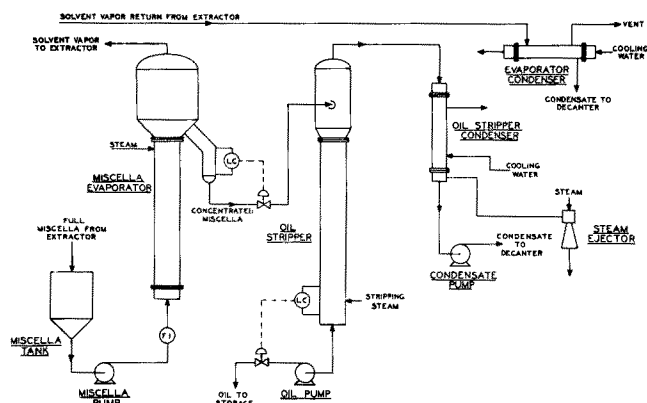 SOLVENT VAPOR RETURN FROM EXTRACTOR
VENT
SOLVENT VAPOR
TO EXTRACTOR
COOLING
WATER
EVAPORATOR
CONDENSER
CONDENSATE TO
DECANTER
OIL STRIPPER
CONDENSER
STEAM
MISCELLA
EVAPORATOR
LC
COOLING
WATER
CONCENTRATED
MISCELLA
STEAM
FULL
MISCELLA FROM
EXTRACTOR
OIL
STRIPPER
STEAM
EJECTOR
CONDENSATE
TO
DECANTER
CONDENSATE
PUMP
LC
STRIPPING
STEAM
MISCELLA
TANK
FI
MISCELLA
PUMP
OIL TO
STORAGE
OIL PUMP